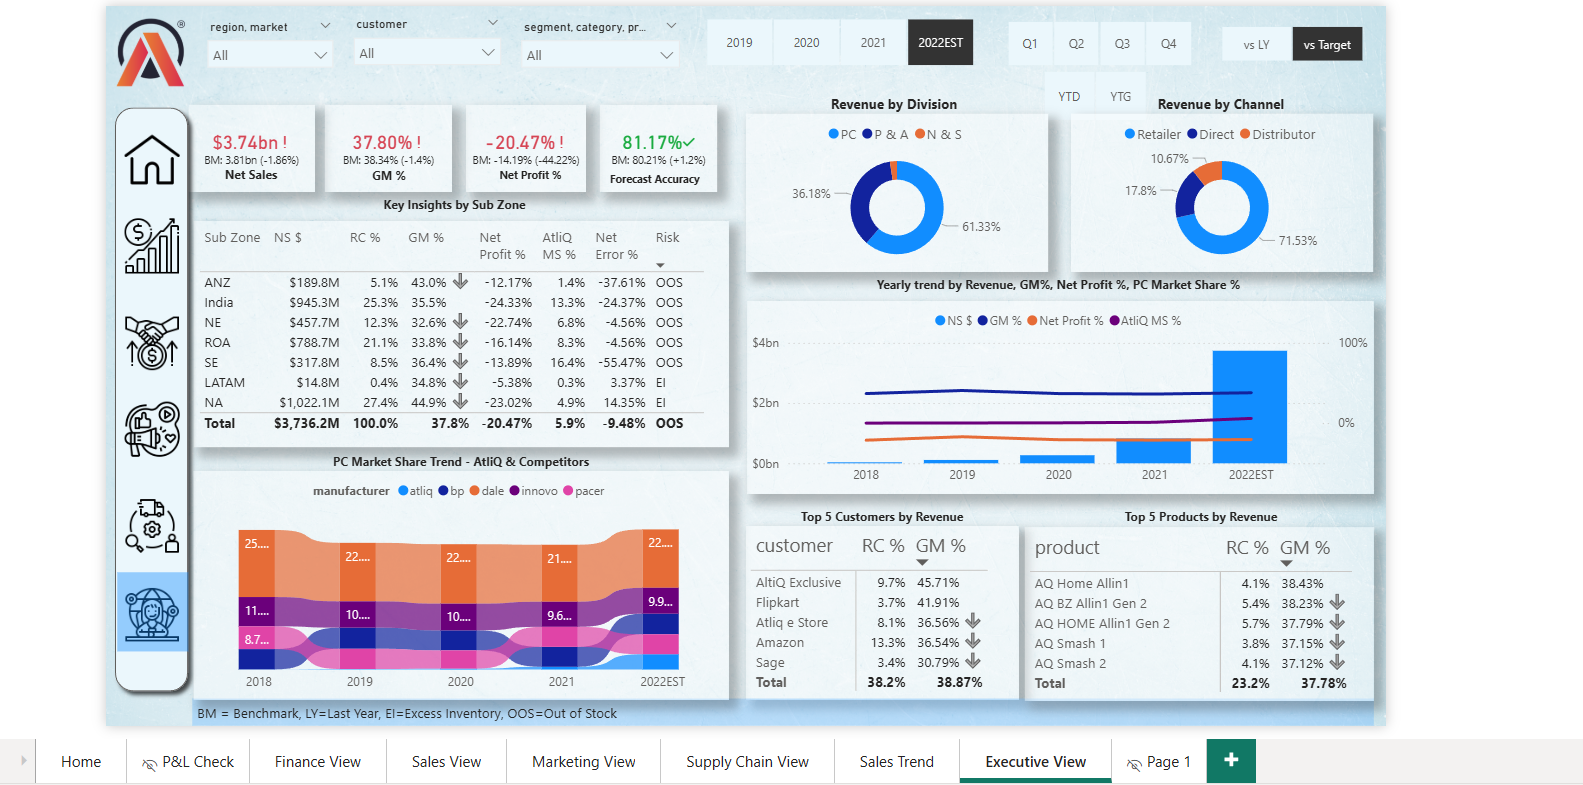 ®
region, market
customer
segment, category, pr...
All
All
All
2019 2020 2021 2022EST
Q1 Q2 Q3 Q4
vs LY vs Target
YTD YTG
$3.74bn !
BM: 3.81bn (-1.86%)
Net Sales
37.80% !
BM: 38.34% (-1.4%)
GM %
-20.47% !
BM: -14.19% (-44.22%)
Net Profit %
81.17%✓
BM: 80.21% (+1.2%)
Forecast Accuracy
Revenue by Division
PC P & A N & S
36.18%
61.33%
Revenue by Channel
Retailer Direct Distributor
10.67%
17.8%
71.53%
Key Insights by Sub Zone
Sub Zone NS $ RC % GM % Net Profit % AtliQ MS % Net Error % Risk
ANZ $189.8M 5.1% 43.0% -12.17% 1.4% -37.61% OOS
India $945.3M 25.3% 35.5% -24.33% 13.3% -24.37% OOS
NE $457.7M 12.3% 32.6% -22.74% 6.8% -4.56% OOS
ROA $788.7M 21.1% 33.8% -16.14% 8.3% -4.56% OOS
SE $317.8M 8.5% 36.4% -13.89% 16.4% -55.47% OOS
LATAM $14.8M 0.4% 34.8% -5.38% 0.3% 3.37% EI
NA $1,022.1M 27.4% 44.9% -23.02% 4.9% 14.35% EI
Total $3,736.2M 100.0% 37.8% -20.47% 5.9% -9.48% OOS
Yearly trend by Revenue, GM%, Net Profit %, PC Market Share %
NS $ GM % Net Profit % AtliQ MS %
$4bn 100%
$2bn
0%
$0bn
2018 2019 2020 2021 2022EST
PC Market Share Trend - AtliQ & Competitors
manufacturer atliq bp dale innovo pacer
25.... 22.... 22.... 21.... 22....
11.... 10.... 10.... 9.6... 9.9...
8.7...
2018 2019 2020 2021 2022EST
Top 5 Customers by Revenue
customer RC % GM %
AltiQ Exclusive 9.7% 45.71%
Flipkart 3.7% 41.91%
Atliq e Store 8.1% 36.56%
Amazon 13.3% 36.54%
Sage 3.4% 30.79%
Total 38.2% 38.87%
Top 5 Products by Revenue
product RC % GM %
AQ Home Allin1 4.1% 38.43%
AQ BZ Allin1 Gen 2 5.4% 38.23%
AQ HOME Allin1 Gen 2 5.7% 37.79%
AQ Smash 1 3.8% 37.15%
AQ Smash 2 4.1% 37.12%
Total 23.2% 37.78%
BM = Benchmark, LY=Last Year, EI=Excess Inventory, OOS=Out of Stock
Home P&L Check Finance View Sales View Marketing View Supply Chain View Sales Trend Executive View Page 1 +